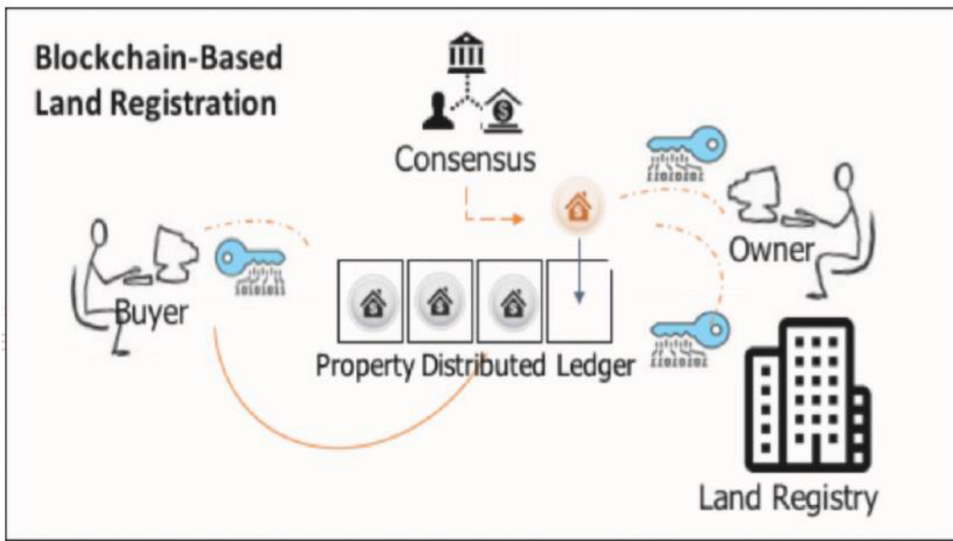 Blockchain-Based
Land Registration
Consensus
Owner
Buyer
Property Distributed Ledger
Land Registry